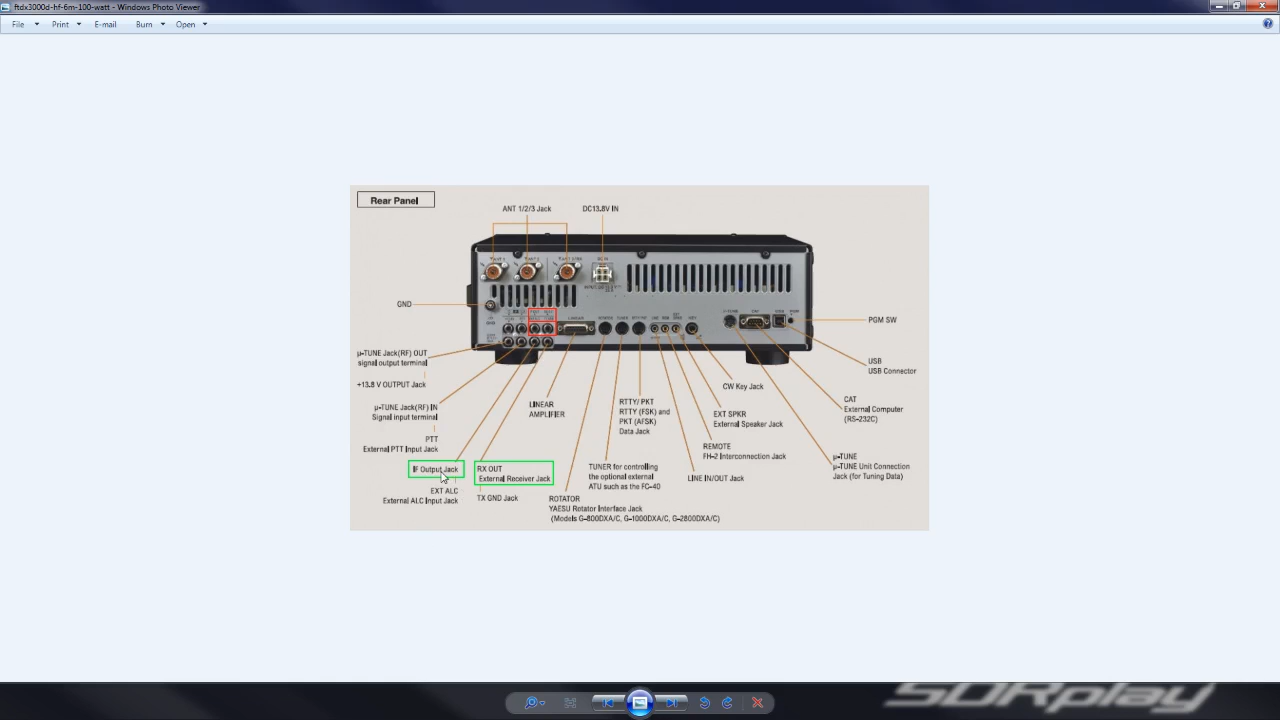 ftdx3000d-hf-6m-100-watt - Windows Photo Viewer
File Print E-mail Burn Open
Rear Panel
ANT 1/2/3 Jack
DC13.8V IN
GND
PGM SW
µ-TUNE Jack(RF) OUT
signal output terminal
+13.8 V OUTPUT Jack
µ-TUNE Jack(RF) IN
Signal input terminal
PTT
External PTT Input Jack
IF Output Jack
EXT ALC
External ALC Input Jack
RX OUT
External Receiver Jack
TX GND Jack
LINEAR
AMPLIFIER
ROTATOR
YAESU Rotator Interface Jack
(Models G-800DXA/C, G-1000DXA/C, G-2800DXA/C)
TUNER for controlling
the optional external
ATU such as the FC-40
RTTY/ PKT
RTTY (FSK) and
PKT (AFSK)
Data Jack
LINE IN/OUT Jack
REMOTE
FH-2 Interconnection Jack
EXT SPKR
External Speaker Jack
CW Key Jack
µ-TUNE
µ-TUNE Unit Connection
Jack (for Tuning Data)
CAT
External Computer
(RS-232C)
USB
USB Connector
SDRplay